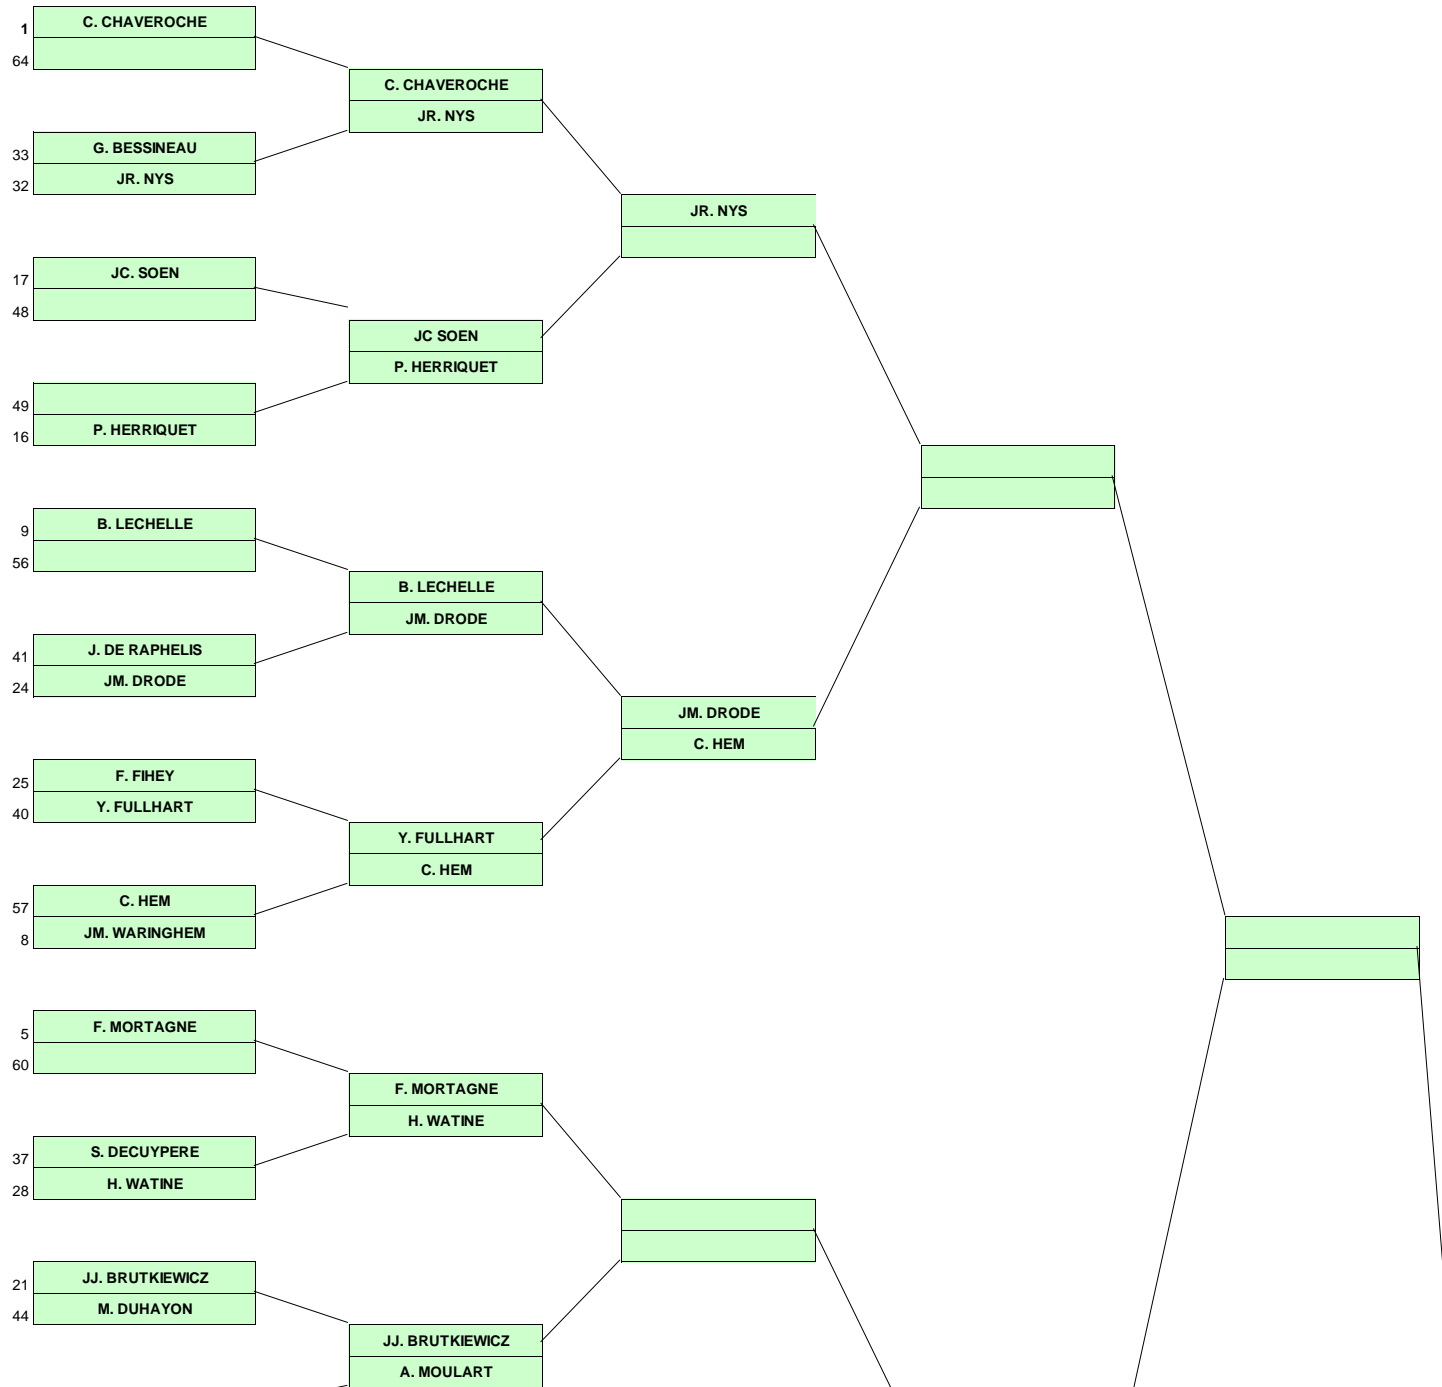 1
C. CHAVEROCHE
64
C. CHAVEROCHE
JR. NYS
33
G. BESSINEAU
32
JR. NYS
JR. NYS
17
JC. SOEN
48
JC SOEN
P. HERRIQUET
49
16
P. HERRIQUET
9
B. LECHELLE
56
B. LECHELLE
JM. DRODE
41
J. DE RAPHELIS
24
JM. DRODE
JM. DRODE
C. HEM
25
F. FIHEY
40
Y. FULLHART
Y. FULLHART
C. HEM
57
C. HEM
8
JM. WARINGHEM
5
F. MORTAGNE
60
F. MORTAGNE
H. WATINE
37
S. DECUYPERE
28
H. WATINE
21
JJ. BRUTKIEWICZ
44
M. DUHAYON
JJ. BRUTKIEWICZ
A. MOULART